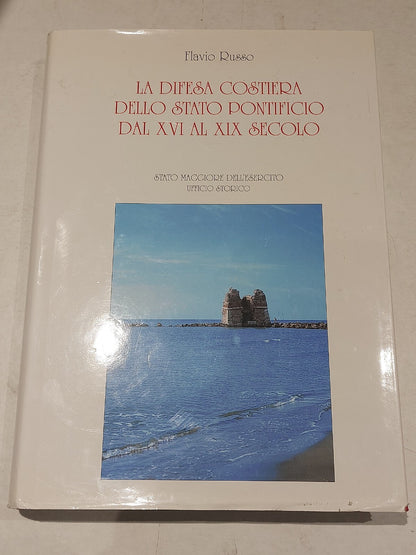 Flavio Russo
LA DIFESA COSTIERA
DELLO STATO PONTIFICIO
DAL XVI AL XIX SECOLO
STATO MAGGIORE DELL'ESERCITO
UFFICIO STORICO